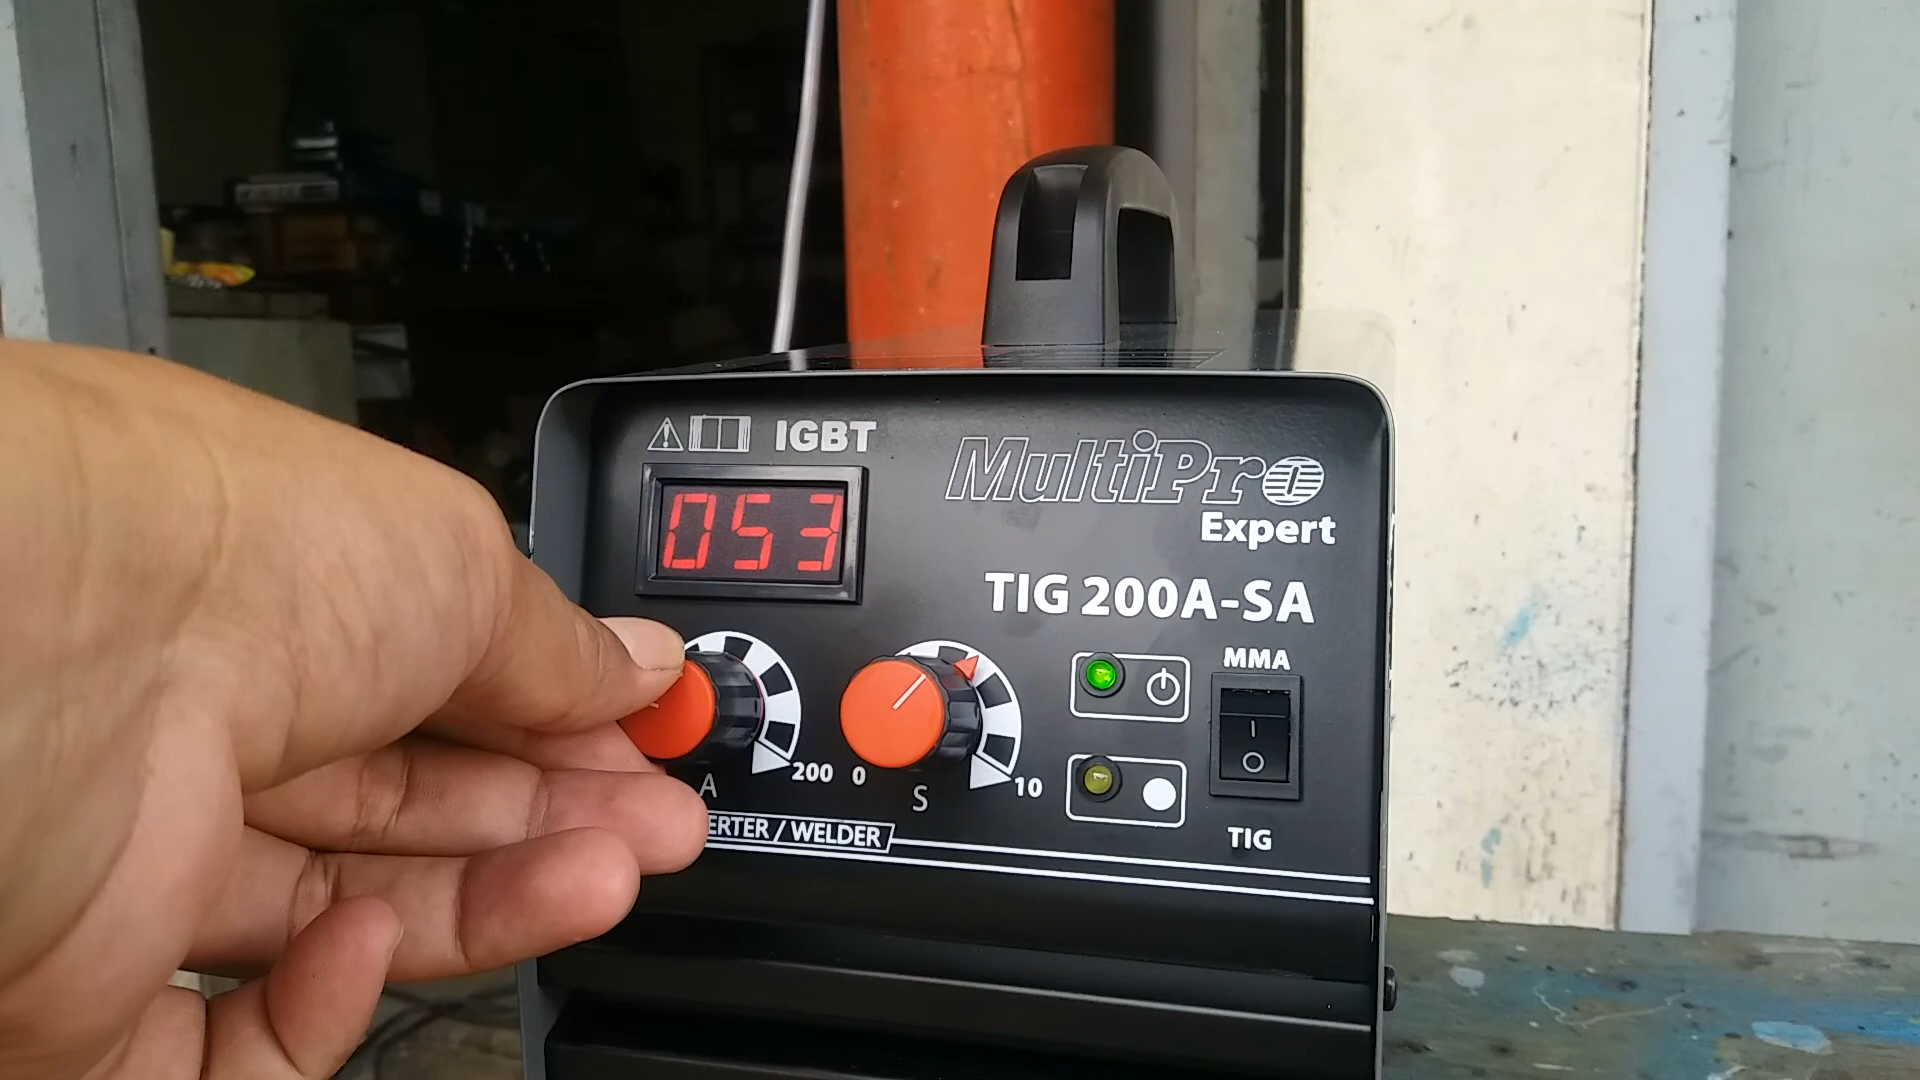 IGBT
MultiPro
Expert
053
TIG 200A-SA
MMA
200
0
10
A
S
ERTER / WELDER
TIG